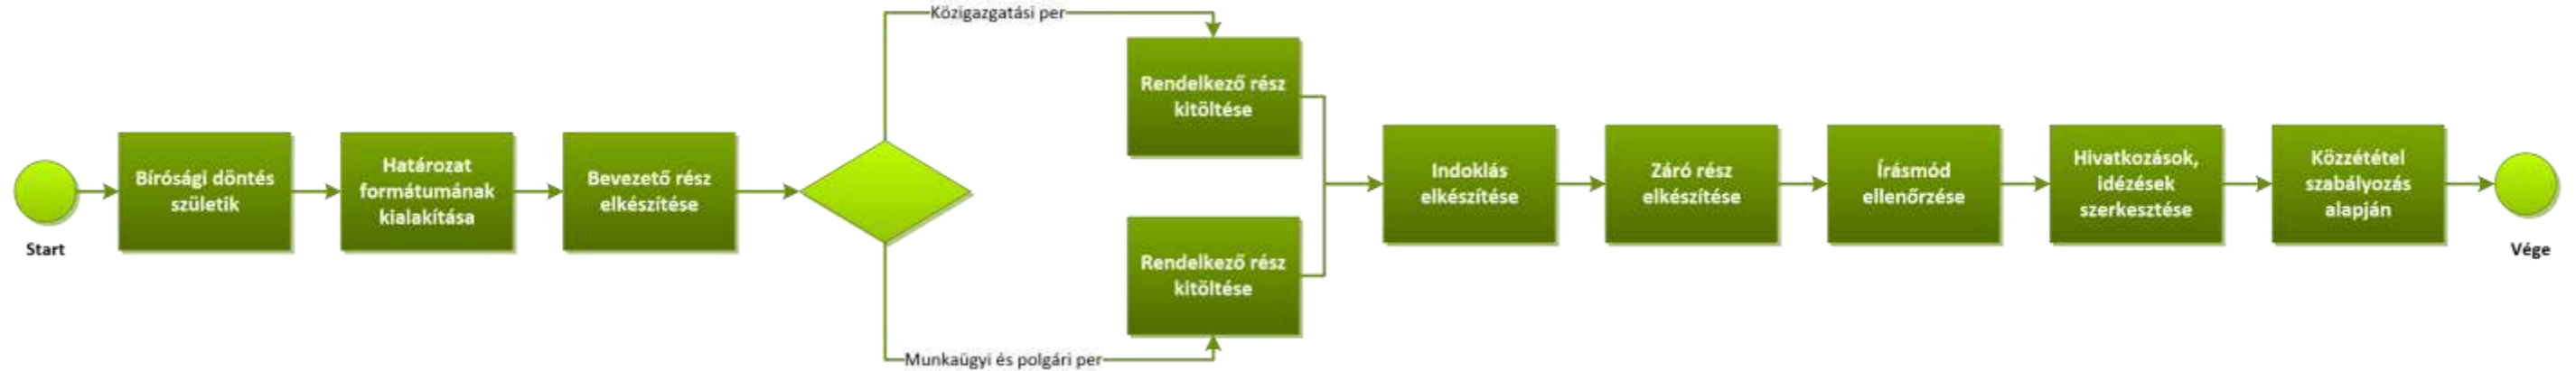 Start
Bírósági döntés
születik
Határozat
formátumának
kialakítása
Bevezető rész
elkészítése
Közigazgatási per
Rendelkező rész
kitöltése
Munkaügyi és polgári per
Rendelkező rész
kitöltése
Indoklás
elkészítése
Záró rész
elkészítése
Írásmód
ellenőrzése
Hivatkozások,
idézések
szerkesztése
Közzététel
szabályozás
alapján
Vége